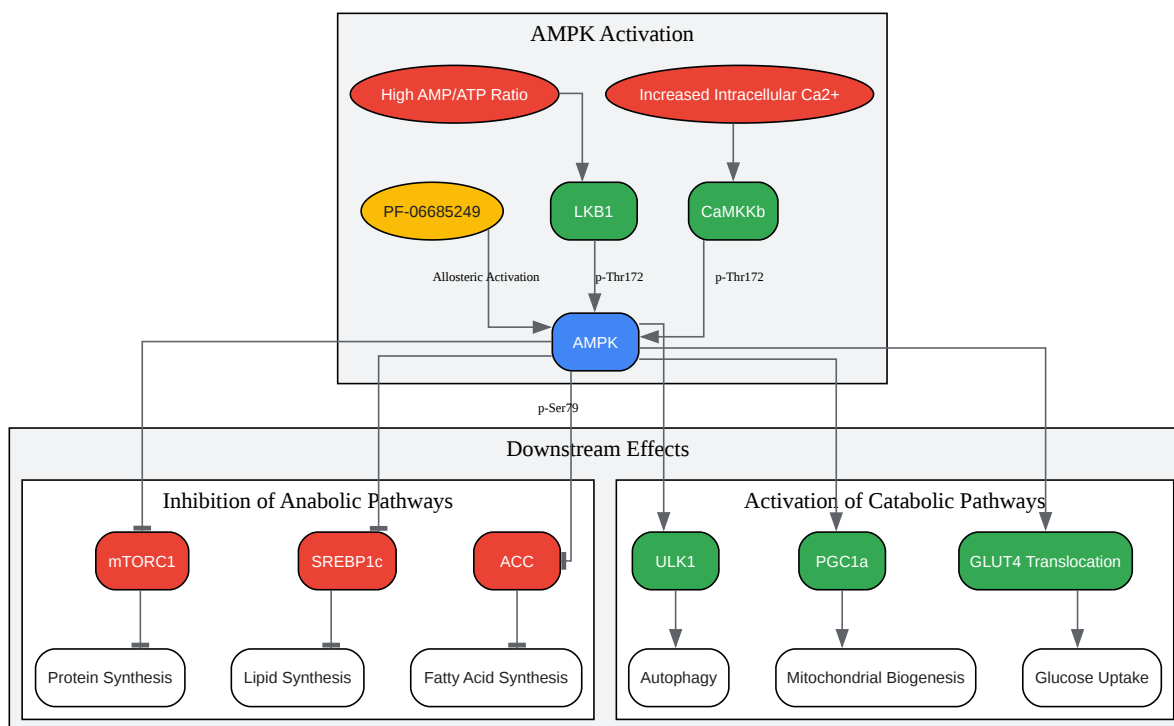 AMPK Activation
High AMP/ATP Ratio
Increased Intracellular Ca2+
PF-06685249
LKB1
CaMKKb
Allosteric Activation
p-Thr172
p-Thr172
AMPK
p-Ser79
Downstream Effects
Inhibition of Anabolic Pathways
Activation of Catabolic Pathways
mTORC1
SREBP1c
ACC
ULK1
PGC1a
GLUT4 Translocation
Protein Synthesis
Lipid Synthesis
Fatty Acid Synthesis
Autophagy
Mitochondrial Biogenesis
Glucose Uptake